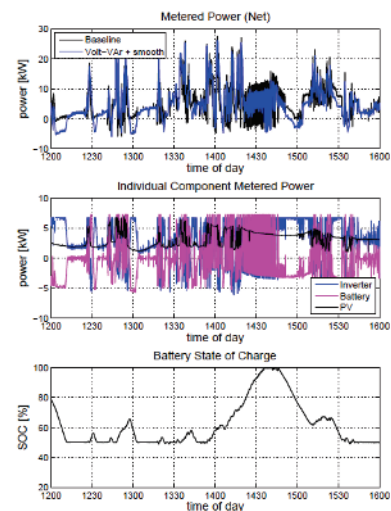 Metered Power (Net)
30
20
10
0
−10
power [kW]
Baseline
Volt−VAr + smooth
1200 1230 1300 1330 1400 1430 1500 1530 1600
time of day
Individual Component Metered Power
10
5
0
−5
−10
power [kW]
Inverter
Battery
PV
1200 1230 1300 1330 1400 1430 1500 1530 1600
time of day
Battery State of Charge
100
80
60
40
20
SOC [%]
1200 1230 1300 1330 1400 1430 1500 1530 1600
time of day